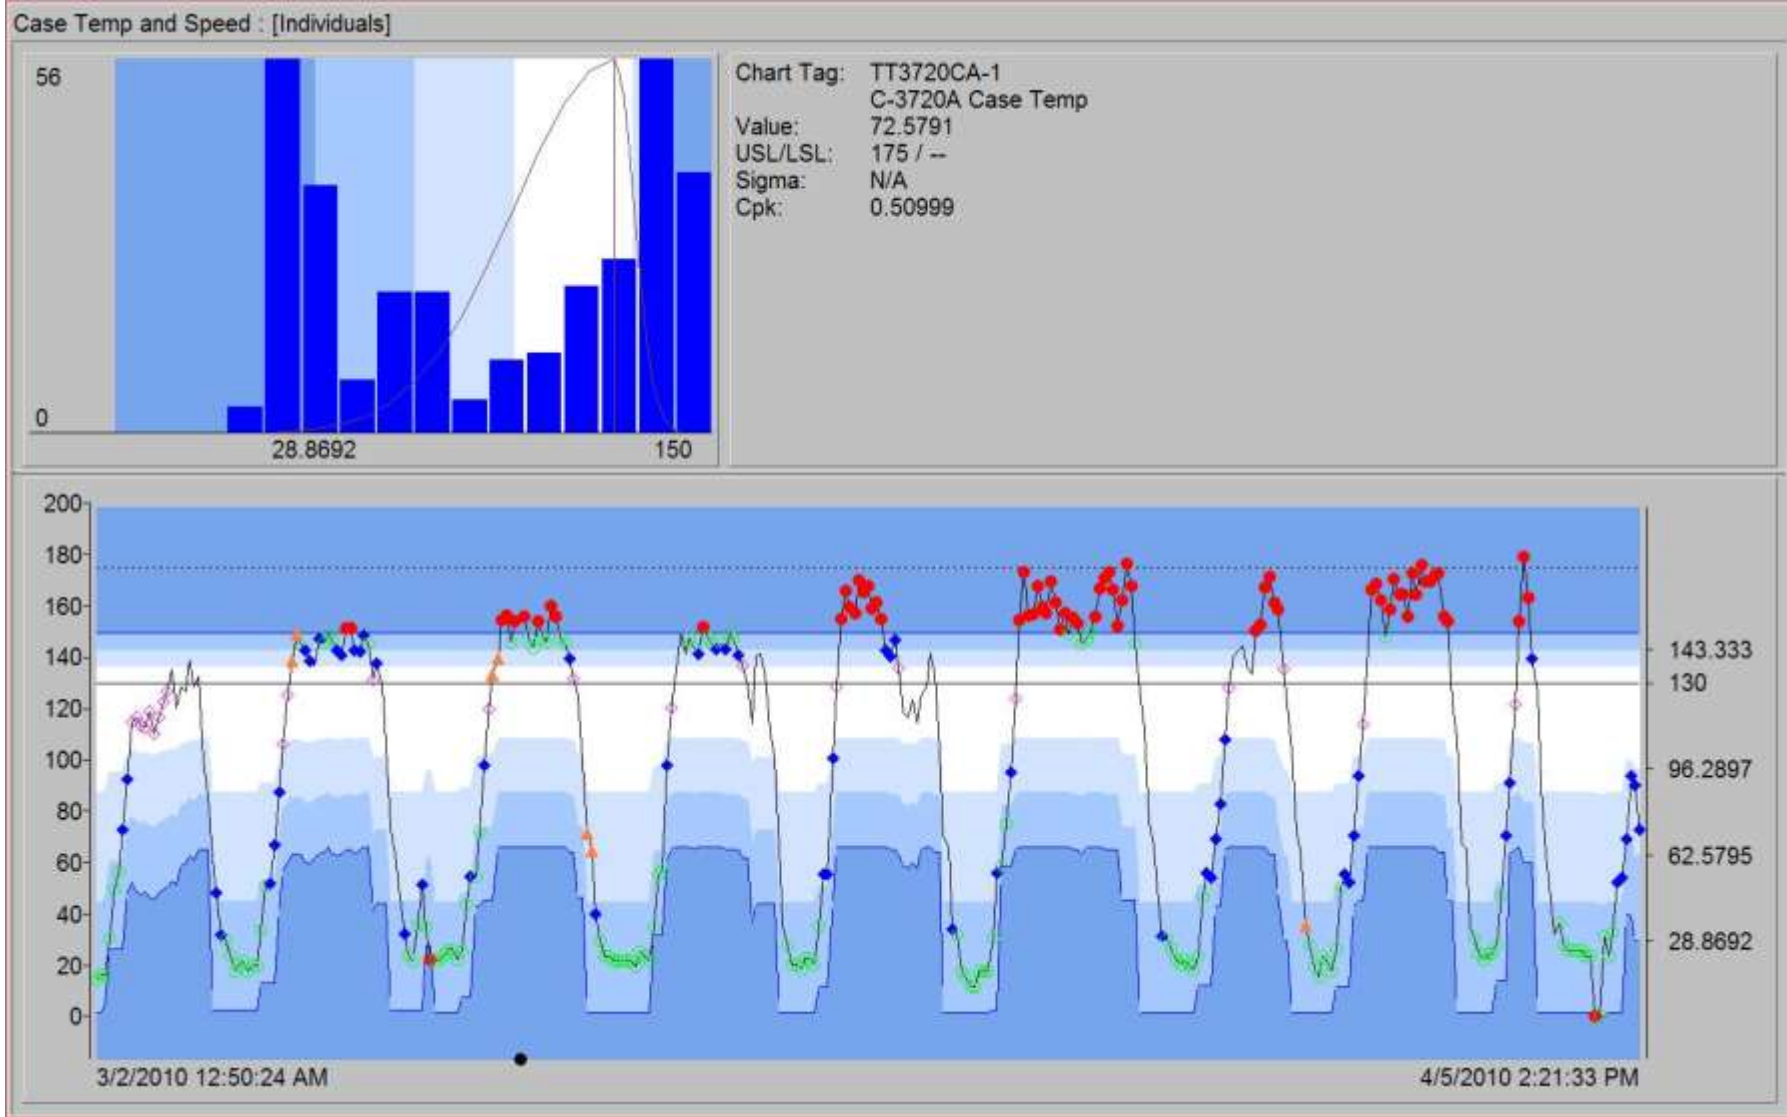 Case Temp and Speed : [Individuals]
56
0
28.8692 150
Chart Tag: TT3720CA-1
C-3720A Case Temp
Value: 72.5791
USL/LSL: 175 / --
Sigma: N/A
Cpk: 0.50999
200
180
160
140
120
100
80
60
40
20
0
143.333
130
96.2897
62.5795
28.8692
3/2/2010 12:50:24 AM 4/5/2010 2:21:33 PM